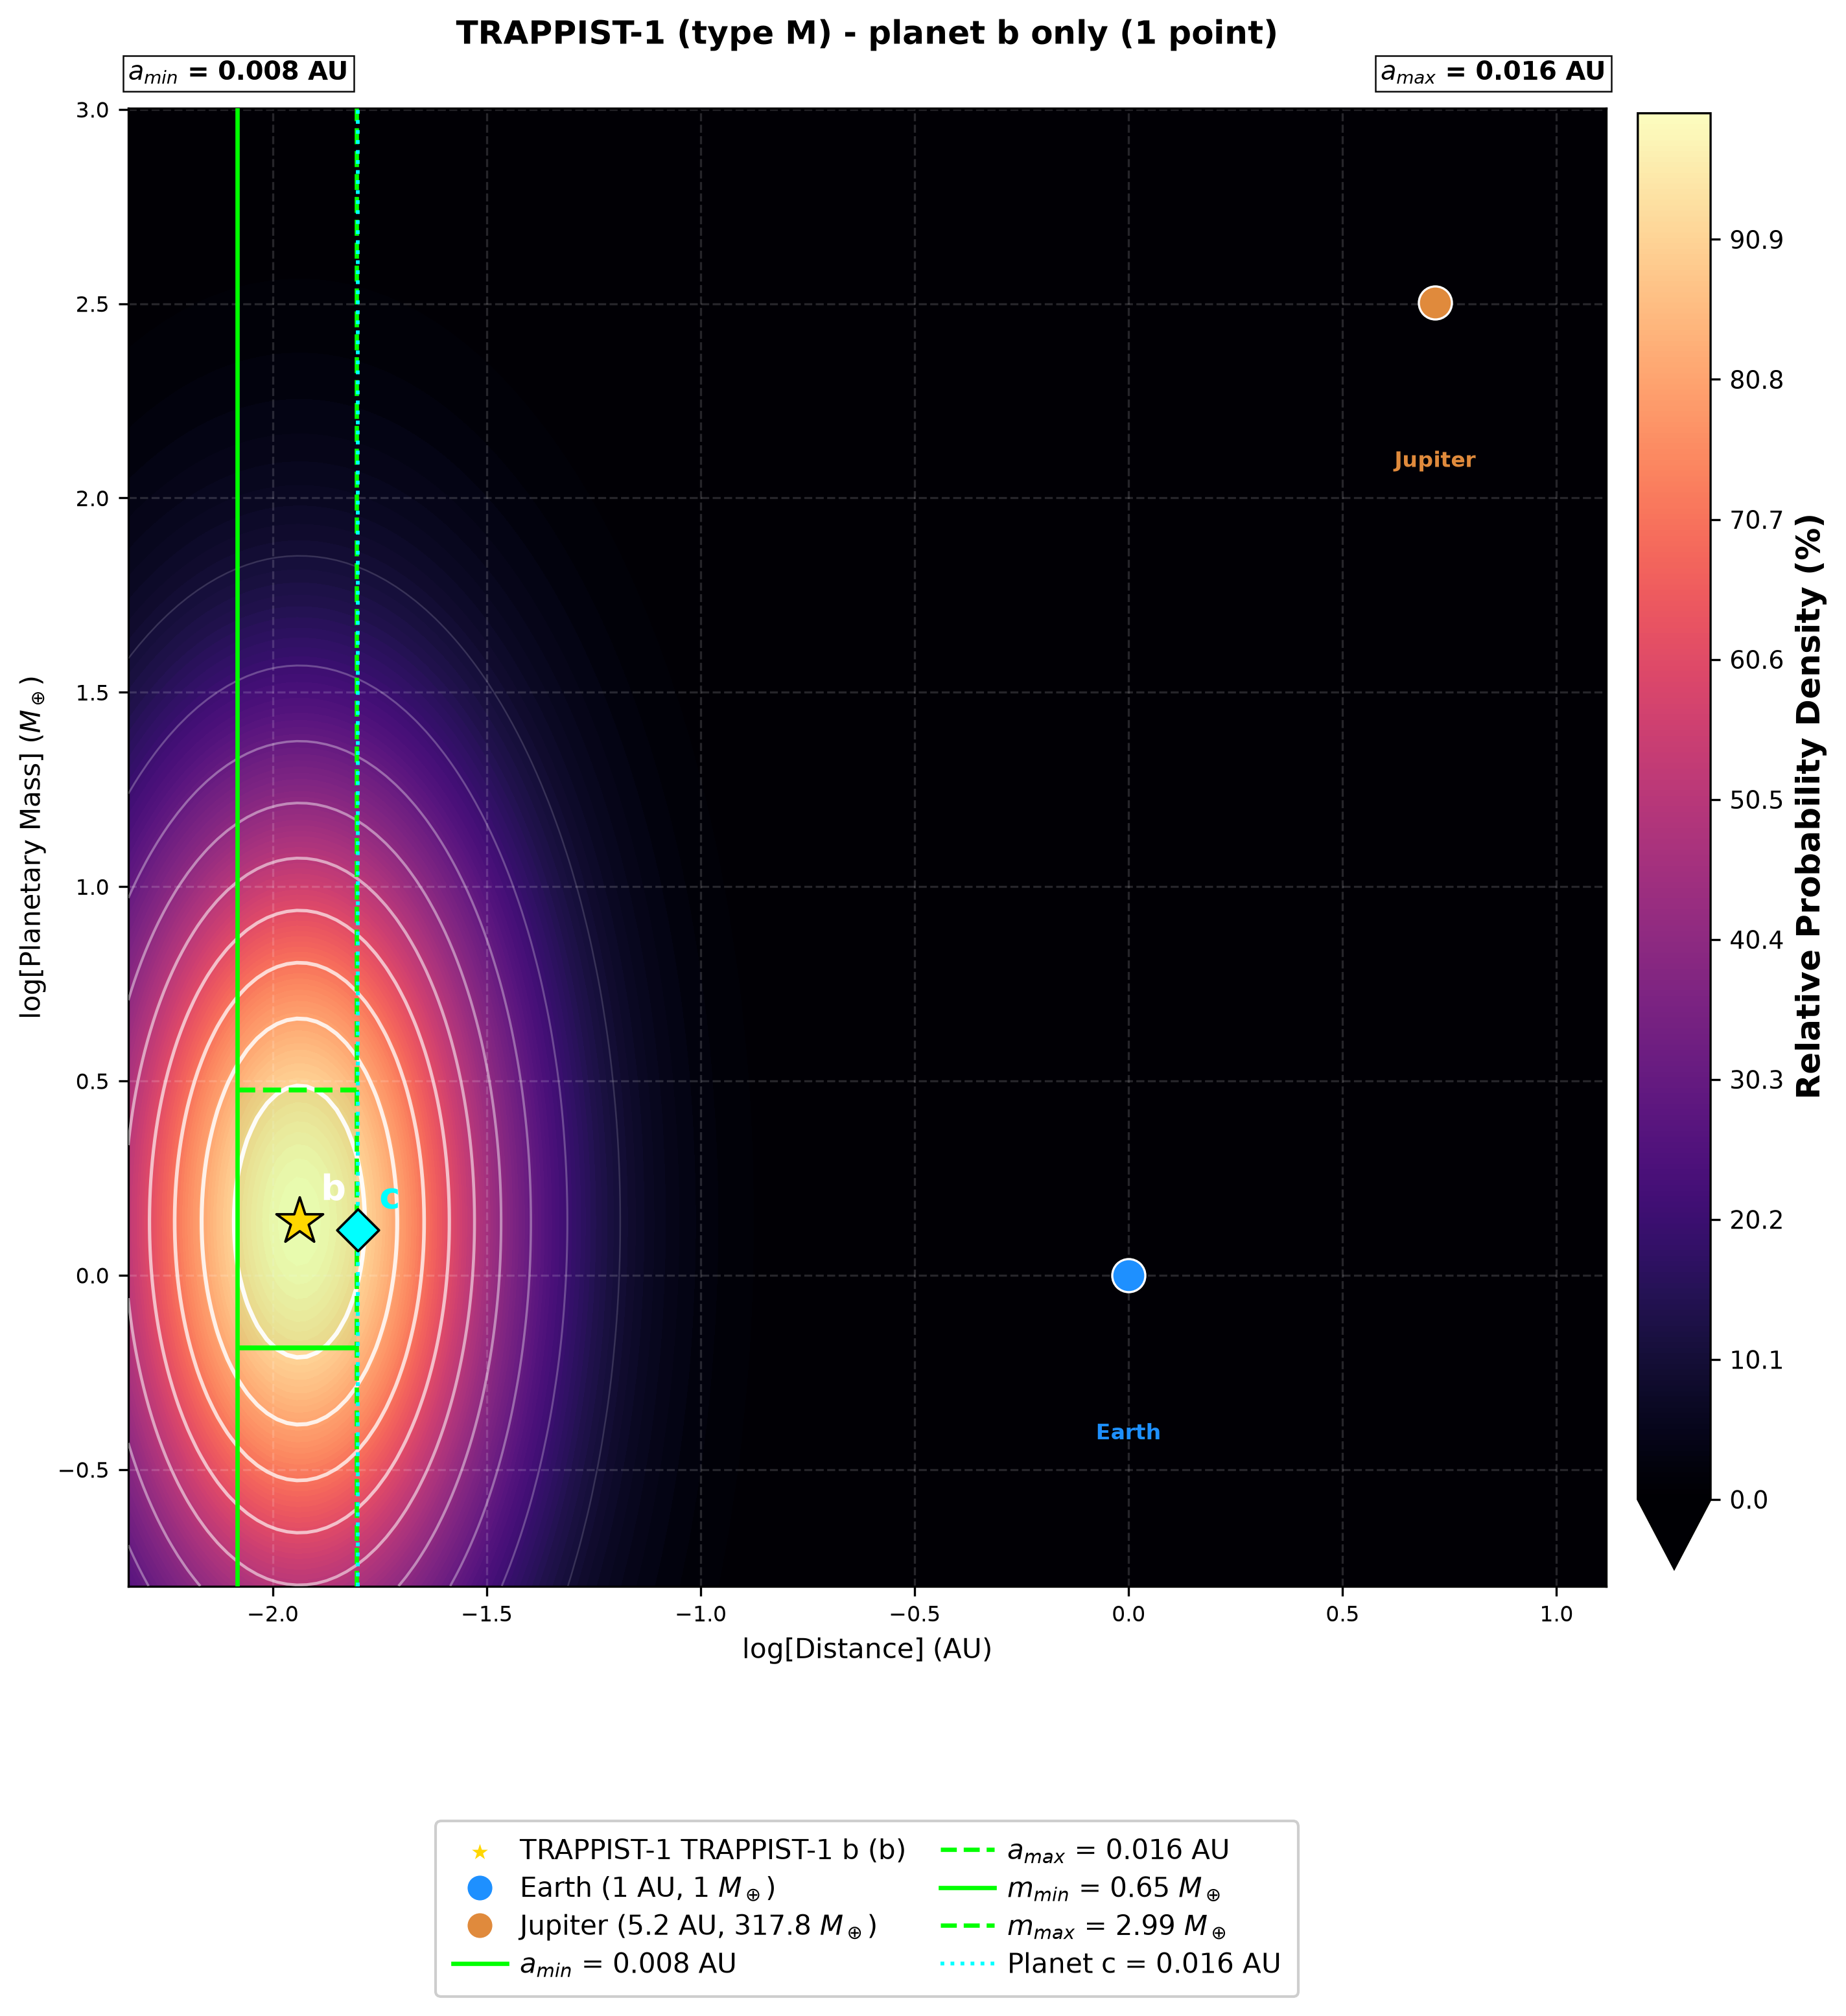 TRAPPIST-1 (type M) - planet b only (1 point)
a_min = 0.008 AU
a_max = 0.016 AU
3.0
2.5
2.0
1.5
1.0
0.5
0.0
−0.5
log[Planetary Mass] (M⊕)
Jupiter
b
c
Earth
−2.0
−1.5
−1.0
−0.5
0.0
0.5
1.0
log[Distance] (AU)
90.9
80.8
70.7
60.6
50.5
40.4
30.3
20.2
10.1
0.0
Relative Probability Density (%)
TRAPPIST-1 TRAPPIST-1 b (b)
Earth (1 AU, 1 M⊕)
Jupiter (5.2 AU, 317.8 M⊕)
a_min = 0.008 AU
a_max = 0.016 AU
m_min = 0.65 M⊕
m_max = 2.99 M⊕
Planet c = 0.016 AU